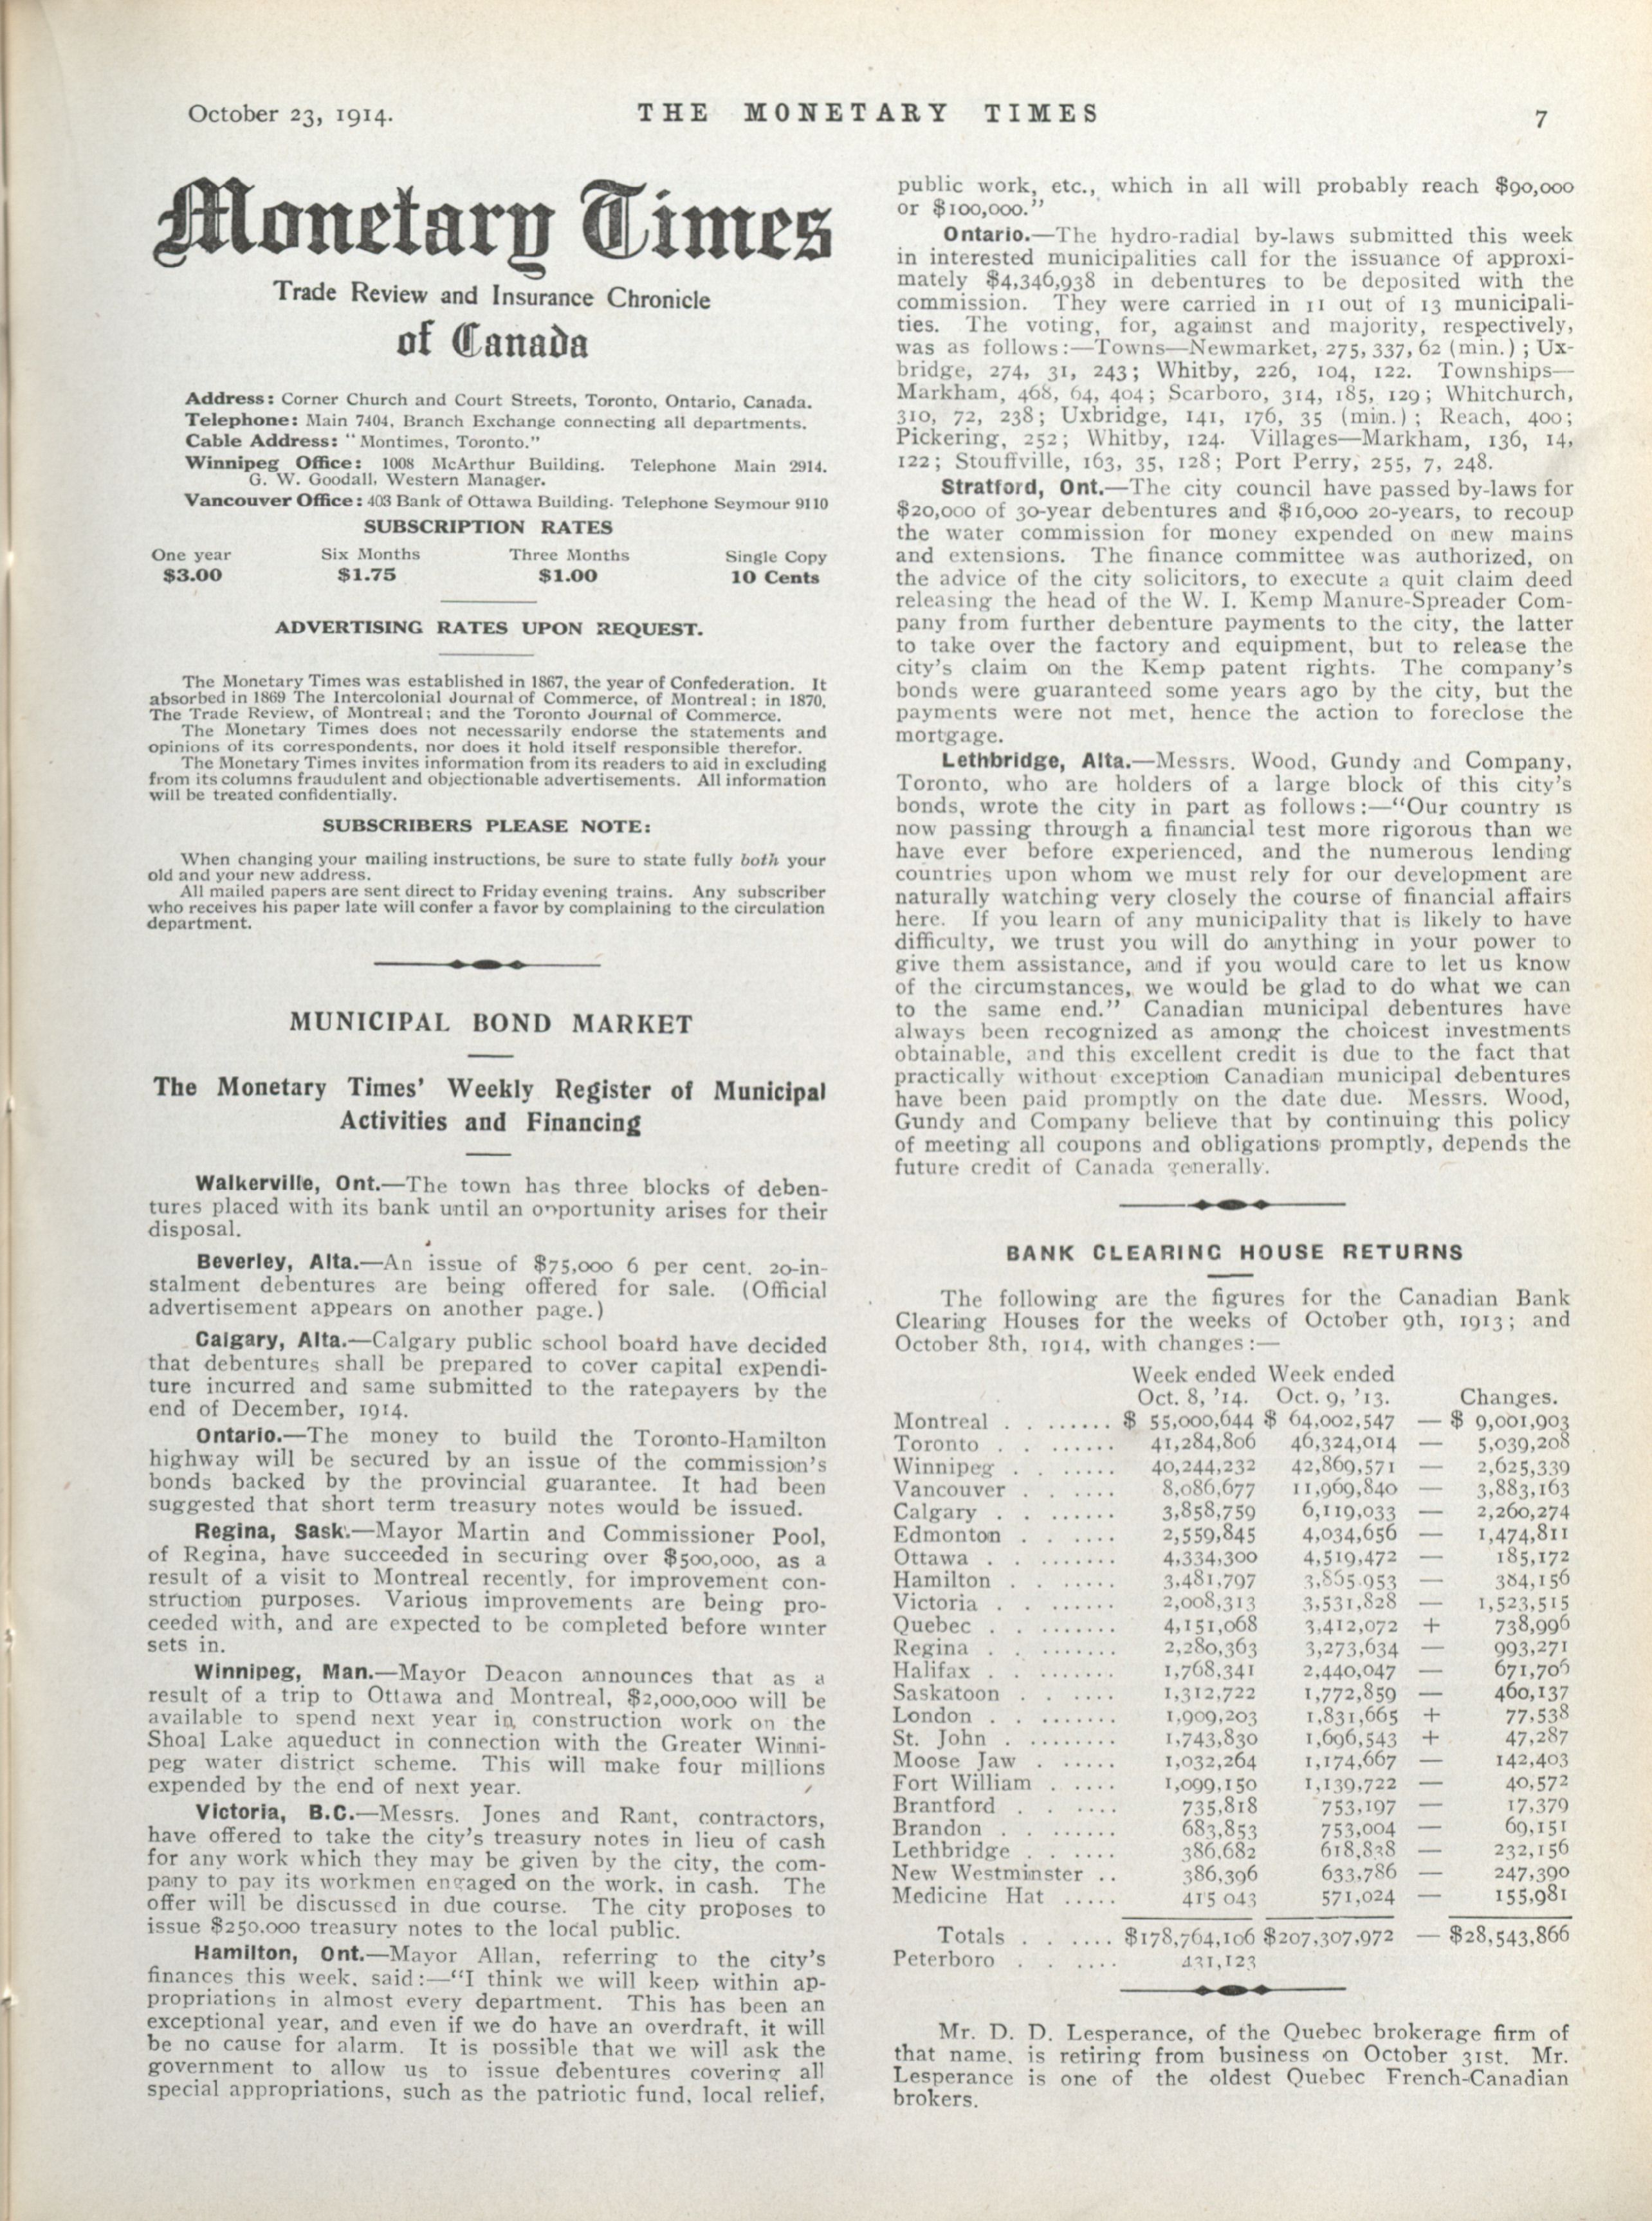 October 23, 1914.
THE MONETARY TIMES
7
Monetary Times
Trade Review and Insurance Chronicle
of Canada
Address: Corner Church and Court Streets, Toronto, Ontario, Canada.
Telephone: Main 7404, Branch Exchange connecting all departments.
Cable Address: "Montimes, Toronto."
Winnipeg Office: 1008 McArthur Building. Telephone Main 2914.
G. W. Goodall, Western Manager.
Vancouver Office: 403 Bank of Ottawa Building. Telephone Seymour 9110
SUBSCRIPTION RATES
One year Six Months Three Months Single Copy
$3.00 $1.75 $1.00 10 Cents
ADVERTISING RATES UPON REQUEST.
The Monetary Times was established in 1867, the year of Confederation. It
absorbed in 1869 The Intercolonial Journal of Commerce, of Montreal; in 1870,
The Trade Review, of Montreal; and the Toronto Journal of Commerce.
The Monetary Times does not necessarily endorse the statements and
opinions of its correspondents, nor does it hold itself responsible therefor.
The Monetary Times invites information from its readers to aid in excluding
from its columns fraudulent and objectionable advertisements. All information
will be treated confidentially.
SUBSCRIBERS PLEASE NOTE:
When changing your mailing instructions, be sure to state fully both your
old and your new address.
All mailed papers are sent direct to Friday evening trains. Any subscriber
who receives his paper late will confer a favor by complaining to the circulation
department.
MUNICIPAL BOND MARKET
The Monetary Times' Weekly Register of Municipal
Activities and Financing
Walkerville, Ont.—The town has three blocks of deben-
tures placed with its bank until an opportunity arises for their
disposal.
Beverley, Alta.—An issue of $75,000 6 per cent. 20-in-
stalment debentures are being offered for sale. (Official
advertisement appears on another page.)
Calgary, Alta.—Calgary public school board have decided
that debentures shall be prepared to cover capital expendi-
ture incurred and same submitted to the ratepayers by the
end of December, 1914.
Ontario.—The money to build the Toronto-Hamilton
highway will be secured by an issue of the commission's
bonds backed by the provincial guarantee. It had been
suggested that short term treasury notes would be issued.
Regina, Sask.—Mayor Martin and Commissioner Pool,
of Regina, have succeeded in securing over $500,000, as a
result of a visit to Montreal recently, for improvement con-
struction purposes. Various improvements are being pro-
ceeded with, and are expected to be completed before winter
sets in.
Winnipeg, Man.—Mayor Deacon announces that as a
result of a trip to Ottawa and Montreal, $2,000,000 will be
available to spend next year in construction work on the
Shoal Lake aqueduct in connection with the Greater Winni-
peg water district scheme. This will make four millions
expended by the end of next year.
Victoria, B.C.—Messrs. Jones and Rant, contractors,
have offered to take the city's treasury notes in lieu of cash
for any work which they may be given by the city, the com-
pany to pay its workmen engaged on the work, in cash. The
offer will be discussed in due course. The city proposes to
issue $250,000 treasury notes to the local public.
Hamilton, Ont.—Mayor Allan, referring to the city's
finances this week, said:—"I think we will keep within ap-
propriations in almost every department. This has been an
exceptional year, and even if we do have an overdraft, it will
be no cause for alarm. It is possible that we will ask the
government to allow us to issue debentures covering all
special appropriations, such as the patriotic fund, local relief,
public work, etc., which in all will probably reach $90,000
or $100,000."
Ontario.—The hydro-radial by-laws submitted this week
in interested municipalities call for the issuance of approxi-
mately $4,346,938 in debentures to be deposited with the
commission. They were carried in 11 out of 13 municipali-
ties. The voting, for, against and majority, respectively,
was as follows:—Towns—Newmarket, 275, 337, 62 (min.); Ux-
bridge, 274, 31, 243; Whitby, 226, 104, 122. Townships—
Markham, 468, 64, 404; Scarboro, 314, 185, 129; Whitchurch,
310, 72, 238; Uxbridge, 141, 176, 35 (min.); Reach, 400;
Pickering, 252; Whitby, 124. Villages—Markham, 136, 14,
122; Stouffville, 163, 35, 128; Port Perry, 255, 7, 248.
Stratford, Ont.—The city council have passed by-laws for
$20,000 of 30-year debentures and $16,000 20-years, to recoup
the water commission for money expended on new mains
and extensions. The finance committee was authorized, on
the advice of the city solicitors, to execute a quit claim deed
releasing the head of the W. I. Kemp Manure-Spreader Com-
pany from further debenture payments to the city, the latter
to take over the factory and equipment, but to release the
city's claim on the Kemp patent rights. The company's
bonds were guaranteed some years ago by the city, but the
payments were not met, hence the action to foreclose the
mortgage.
Lethbridge, Alta.—Messrs. Wood, Gundy and Company,
Toronto, who are holders of a large block of this city's
bonds, wrote the city in part as follows:—"Our country is
now passing through a financial test more rigorous than we
have ever before experienced, and the numerous lending
countries upon whom we must rely for our development are
naturally watching very closely the course of financial affairs
here. If you learn of any municipality that is likely to have
difficulty, we trust you will do anything in your power to
give them assistance, and if you would care to let us know
of the circumstances, we would be glad to do what we can
to the same end." Canadian municipal debentures have
always been recognized as among the choicest investments
obtainable, and this excellent credit is due to the fact that
practically without exception Canadian municipal debentures
have been paid promptly on the date due. Messrs. Wood,
Gundy and Company believe that by continuing this policy
of meeting all coupons and obligations promptly, depends the
future credit of Canada generally.
BANK CLEARING HOUSE RETURNS
The following are the figures for the Canadian Bank
Clearing Houses for the weeks of October 9th, 1913; and
October 8th, 1914, with changes:—
Week ended Week ended
Oct. 8, '14. Oct. 9, '13. Changes.
Montreal . ....... $ 55,000,644 $ 64,002,547 — $ 9,001,903
Toronto . . ...... 41,284,806 46,324,014 — 5,039,208
Winnipeg . ...... 40,244,232 42,869,571 — 2,625,339
Vancouver . . .... 8,086,677 11,969,840 — 3,883,163
Calgary . . ...... 3,858,759 6,119,033 — 2,260,274
Edmonton . . .... 2,559,845 4,034,656 — 1,474,811
Ottawa . . ....... 4,334,300 4,519,472 — 185,172
Hamilton . . ..... 3,481,797 3,865,953 — 384,156
Victoria . . ...... 2,008,313 3,531,828 — 1,523,515
Quebec . . ....... 4,151,068 3,412,072 + 738,996
Regina . . ....... 2,280,363 3,273,634 — 993,271
Halifax . . ....... 1,768,341 2,440,047 — 671,706
Saskatoon . . .... 1,312,722 1,772,859 — 460,137
London . . ....... 1,909,203 1,831,665 + 77,538
St. John . ........ 1,743,830 1,696,543 + 47,287
Moose Jaw . ..... 1,032,264 1,174,667 — 142,403
Fort William . .... 1,099,150 1,139,722 — 40,572
Brantford . . .... 735,818 753,197 — 17,379
Brandon . . ...... 683,853 753,004 — 69,151
Lethbridge . . .... 386,682 618,838 — 232,156
New Westminster .. 386,396 633,786 — 247,390
Medicine Hat ..... 415 043 571,024 — 155,981
Totals . . .... $178,764,106 $207,307,972 — $28,543,866
Peterboro . . .... 431,123
Mr. D. D. Lesperance, of the Quebec brokerage firm of
that name, is retiring from business on October 31st. Mr.
Lesperance is one of the oldest Quebec French-Canadian
brokers.